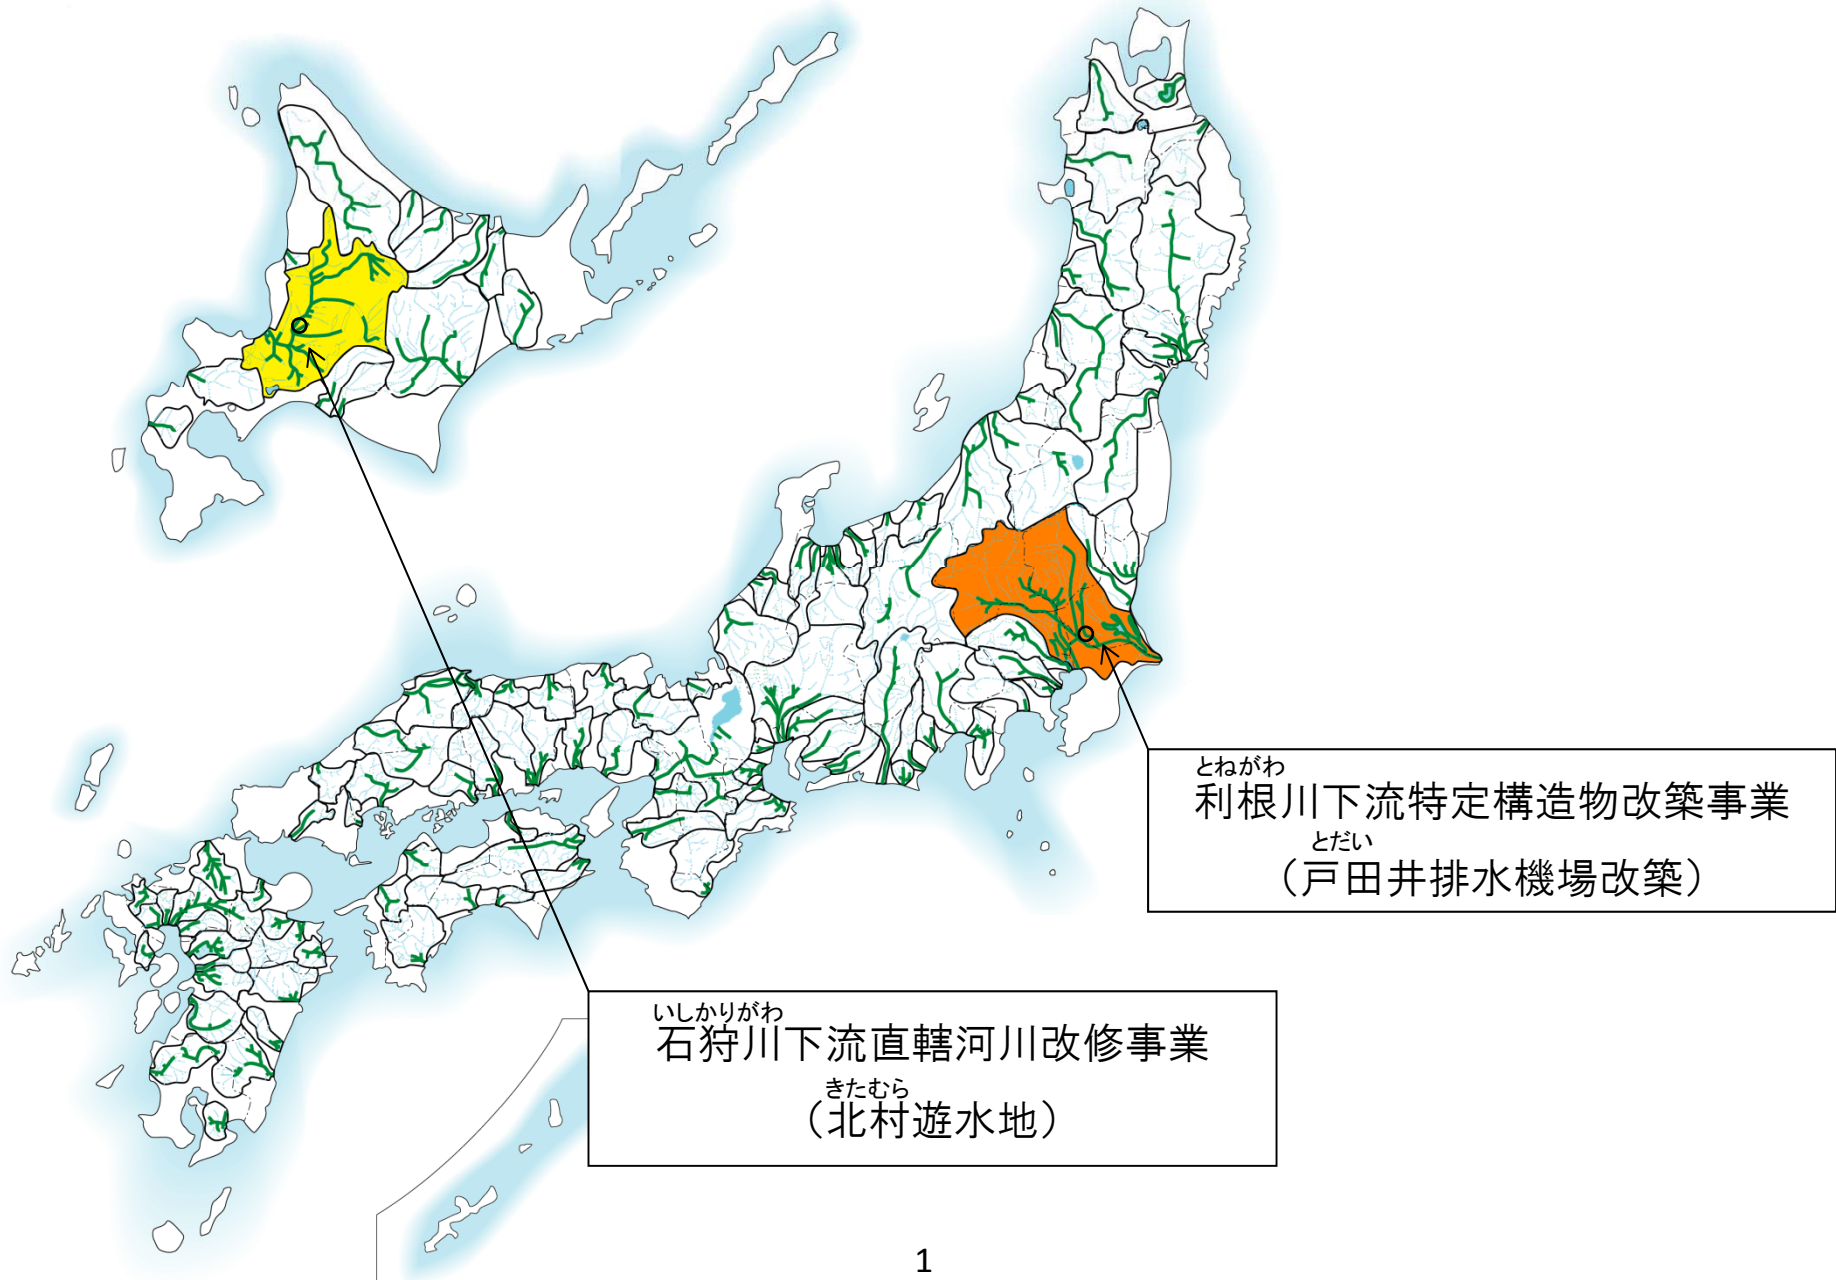 とねがわ
利根川下流特定構造物改築事業
とだい
（戸田井排水機場改築）
いしかりがわ
石狩川下流直轄河川改修事業
きたむら
（北村遊水地）
1